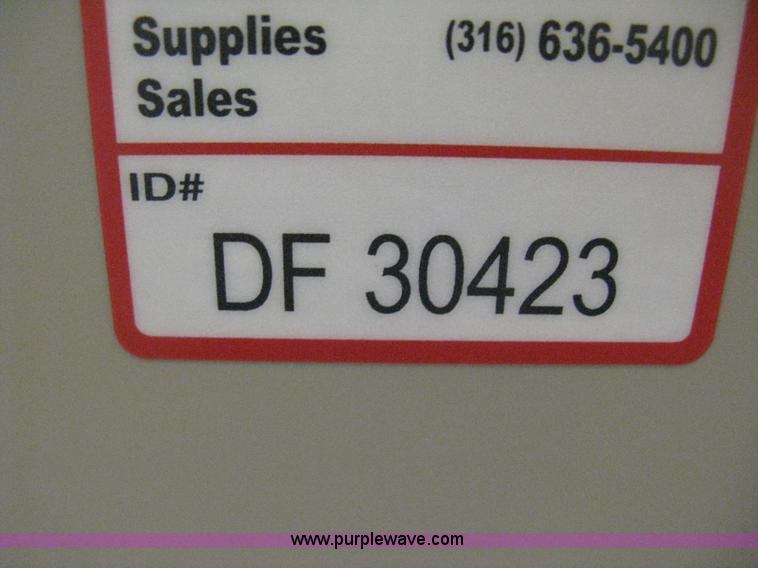 Supplies (316) 636-5400
Sales
ID#
DF 30423
www.purplewave.com